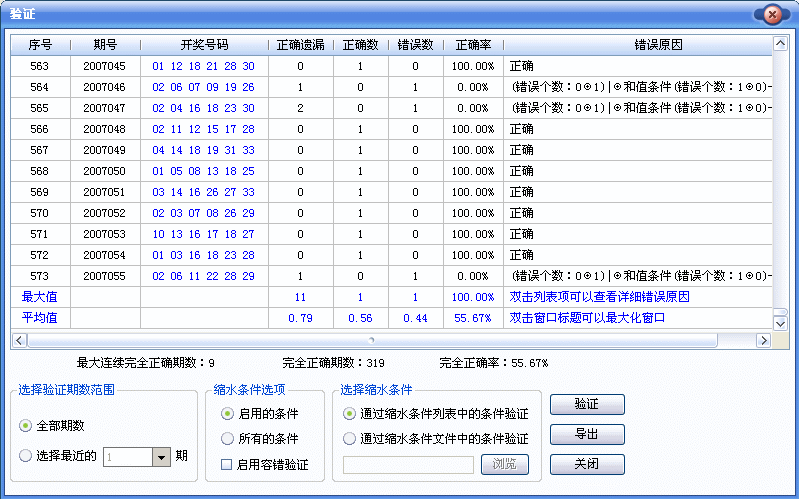 验证
序号 期号 开奖号码 正确遗漏 正确数 错误数 正确率 错误原因
563 2007045 01 12 18 21 28 30 0 1 0 100.00% 正确
564 2007046 02 06 07 09 19 26 1 0 1 0.00% (错误个数：0⊙1)|⊙和值条件(错误个数：1⊙0)-
565 2007047 02 04 16 18 23 30 2 0 1 0.00% (错误个数：0⊙1)|⊙和值条件(错误个数：1⊙0)-
566 2007048 02 11 12 15 17 28 0 1 0 100.00% 正确
567 2007049 04 14 18 19 31 33 0 1 0 100.00% 正确
568 2007050 01 05 08 13 18 25 0 1 0 100.00% 正确
569 2007051 03 14 16 26 27 33 0 1 0 100.00% 正确
570 2007052 02 03 07 08 26 29 0 1 0 100.00% 正确
571 2007053 10 13 16 17 18 27 0 1 0 100.00% 正确
572 2007054 01 03 16 18 23 28 0 1 0 100.00% 正确
573 2007055 02 06 11 22 28 29 1 0 1 0.00% (错误个数：0⊙1)|⊙和值条件(错误个数：1⊙0)-
最大值 11 1 1 100.00% 双击列表项可以查看详细错误原因
平均值 0.79 0.56 0.44 55.67% 双击窗口标题可以最大化窗口
最大连续完全正确期数：9 完全正确期数：319 完全正确率：55.67%
选择验证期数范围 缩水条件选项 选择缩水条件
全部期数 启用的条件 通过缩水条件列表中的条件验证 验证
选择最近的 1 期 所有的条件 通过缩水条件文件中的条件验证 导出
启用容错验证 浏览 关闭